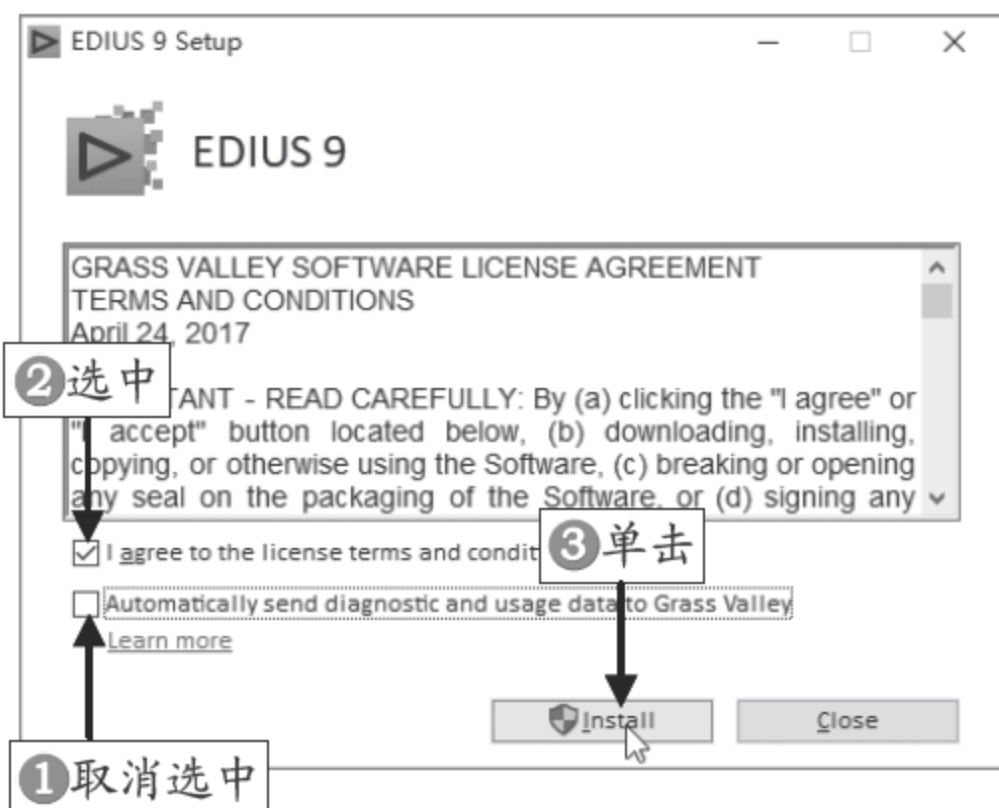 EDIUS 9 Setup
EDIUS 9
GRASS VALLEY SOFTWARE LICENSE AGREEMENT
TERMS AND CONDITIONS
April 24, 2017
②选中
TANT - READ CAREFULLY: By (a) clicking the "I agree" or
" accept" button located below, (b) downloading, installing,
copying, or otherwise using the Software, (c) breaking or opening
any seal on the packaging of the Software, or (d) signing any
I agree to the license terms and condit
③单击
Automatically send diagnostic and usage data to Grass Valley
Learn more
Install
Close
①取消选中